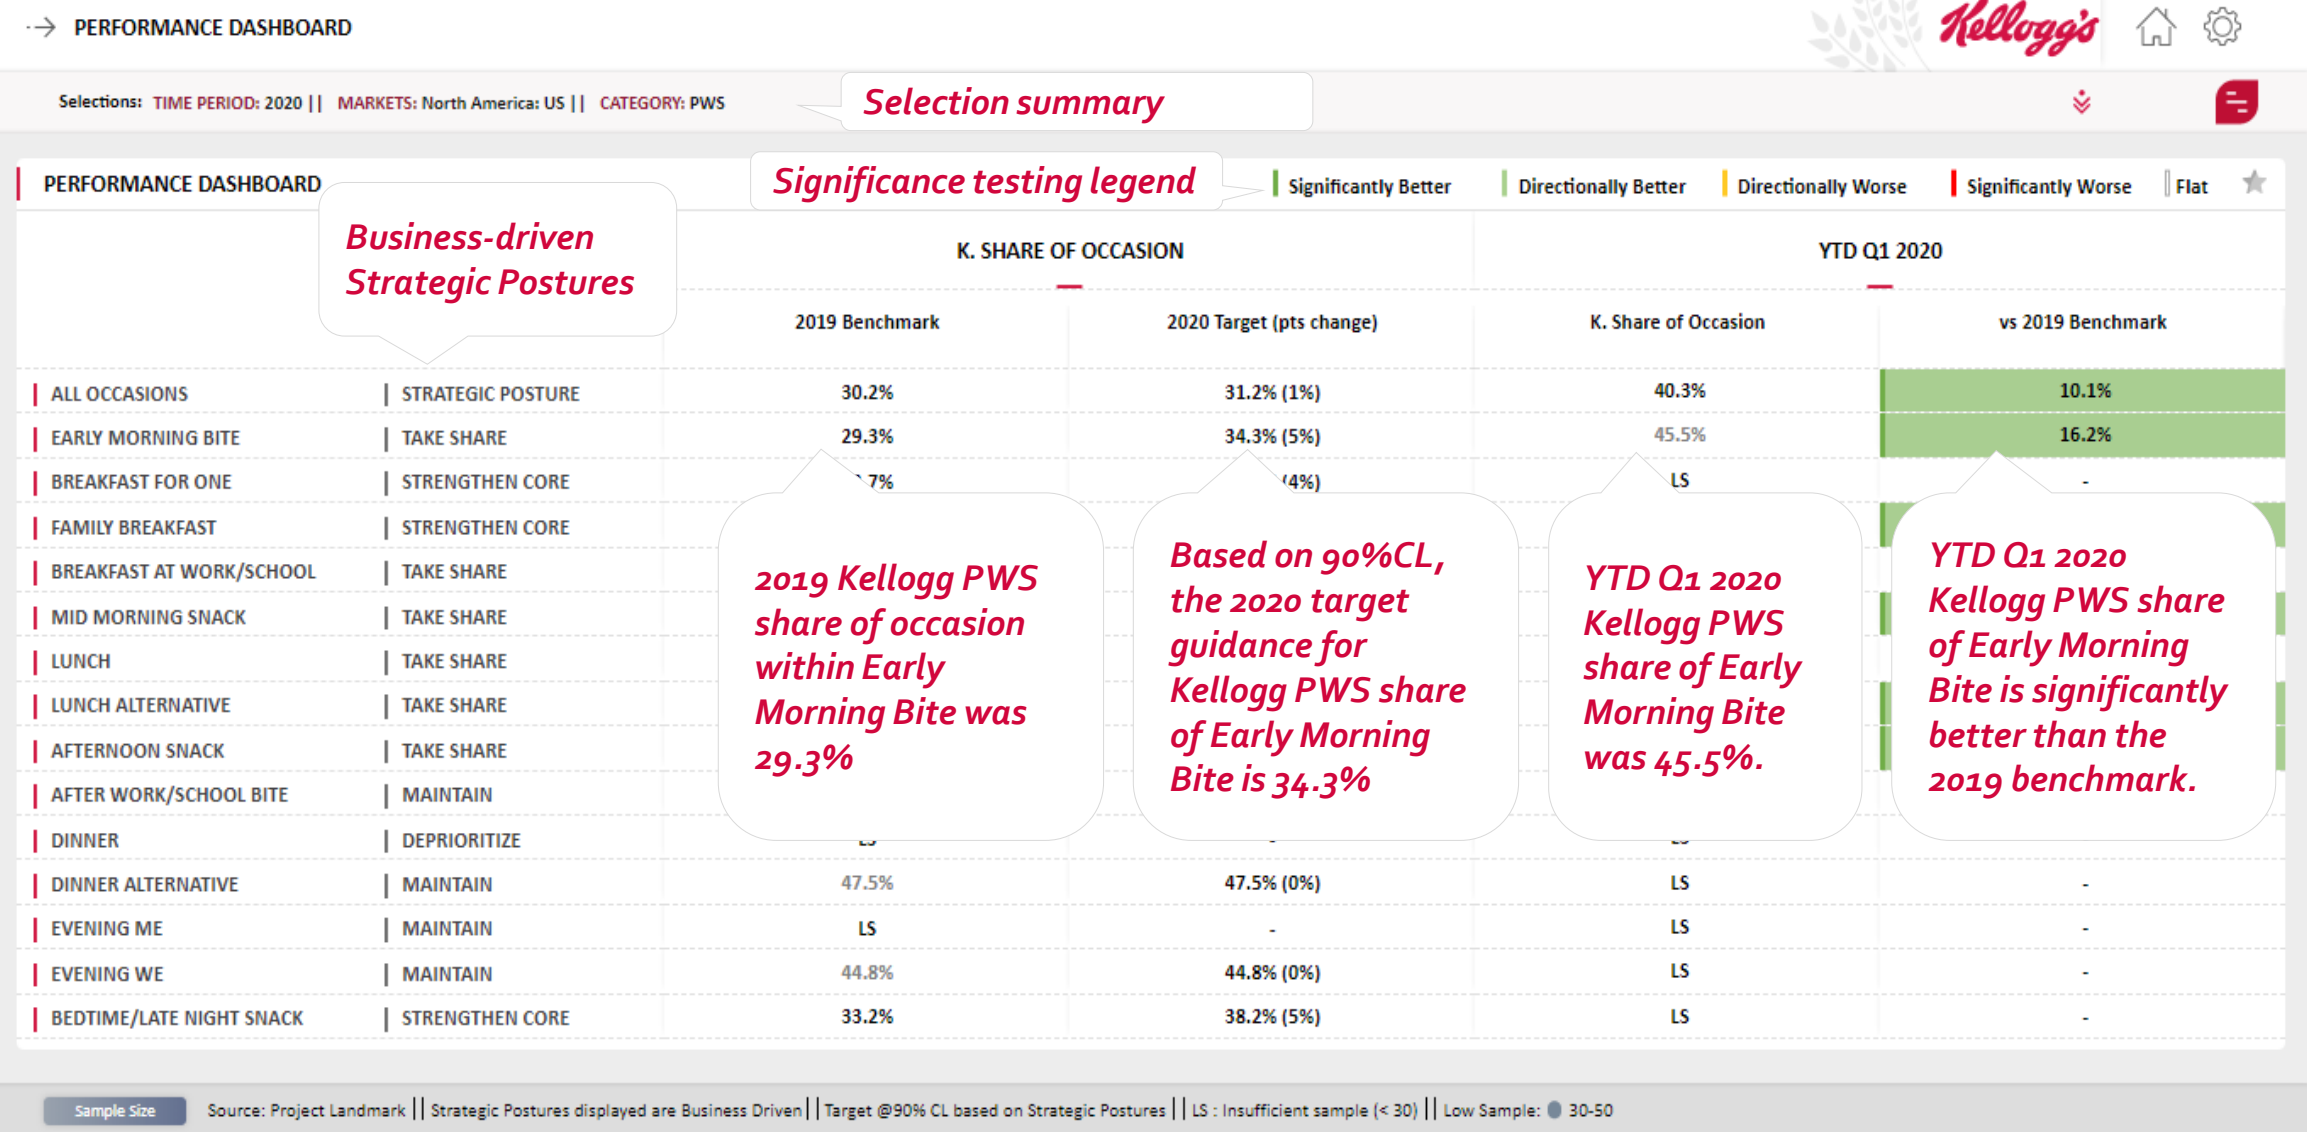 PERFORMANCE DASHBOARD
Kellogg's
Selections: TIME PERIOD: 2020 || MARKETS: North America: US || CATEGORY: PWS
Selection summary
PERFORMANCE DASHBOARD
Significance testing legend
Significantly Better
Directionally Better
Directionally Worse
Significantly Worse
Flat
Business-driven
Strategic Postures
K. SHARE OF OCCASION
YTD Q1 2020
2019 Benchmark
2020 Target (pts change)
K. Share of Occasion
vs 2019 Benchmark
ALL OCCASIONS | STRATEGIC POSTURE 30.2% 31.2% (1%) 40.3% 10.1%
EARLY MORNING BITE | TAKE SHARE 29.3% 34.3% (5%) 45.5% 16.2%
BREAKFAST FOR ONE | STRENGTHEN CORE 7% (4%) LS -
FAMILY BREAKFAST | STRENGTHEN CORE
BREAKFAST AT WORK/SCHOOL | TAKE SHARE
MID MORNING SNACK | TAKE SHARE
LUNCH | TAKE SHARE
LUNCH ALTERNATIVE | TAKE SHARE
AFTERNOON SNACK | TAKE SHARE
AFTER WORK/SCHOOL BITE | MAINTAIN
DINNER | DEPRIORITIZE
DINNER ALTERNATIVE | MAINTAIN 47.5% 47.5% (0%) LS -
EVENING ME | MAINTAIN LS - LS -
EVENING WE | MAINTAIN 44.8% 44.8% (0%) LS -
BEDTIME/LATE NIGHT SNACK | STRENGTHEN CORE 33.2% 38.2% (5%) LS -
2019 Kellogg PWS
share of occasion
within Early
Morning Bite was
29.3%
Based on 90%CL,
the 2020 target
guidance for
Kellogg PWS share
of Early Morning
Bite is 34.3%
YTD Q1 2020
Kellogg PWS
share of Early
Morning Bite
was 45.5%.
YTD Q1 2020
Kellogg PWS share
of Early Morning
Bite is significantly
better than the
2019 benchmark.
Sample Size
Source: Project Landmark || Strategic Postures displayed are Business Driven || Target @90% CL based on Strategic Postures || LS : Insufficient sample (< 30) || Low Sample: 30-50